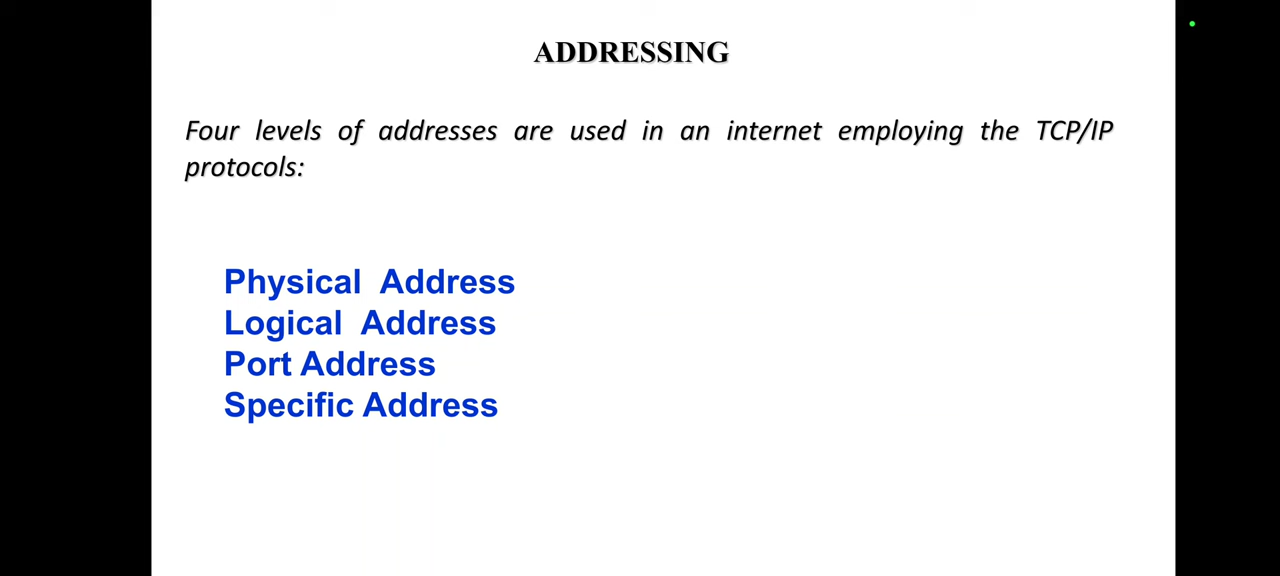 ADDRESSING
Four levels of addresses are used in an internet employing the TCP/IP
protocols:
Physical Address
Logical Address
Port Address
Specific Address